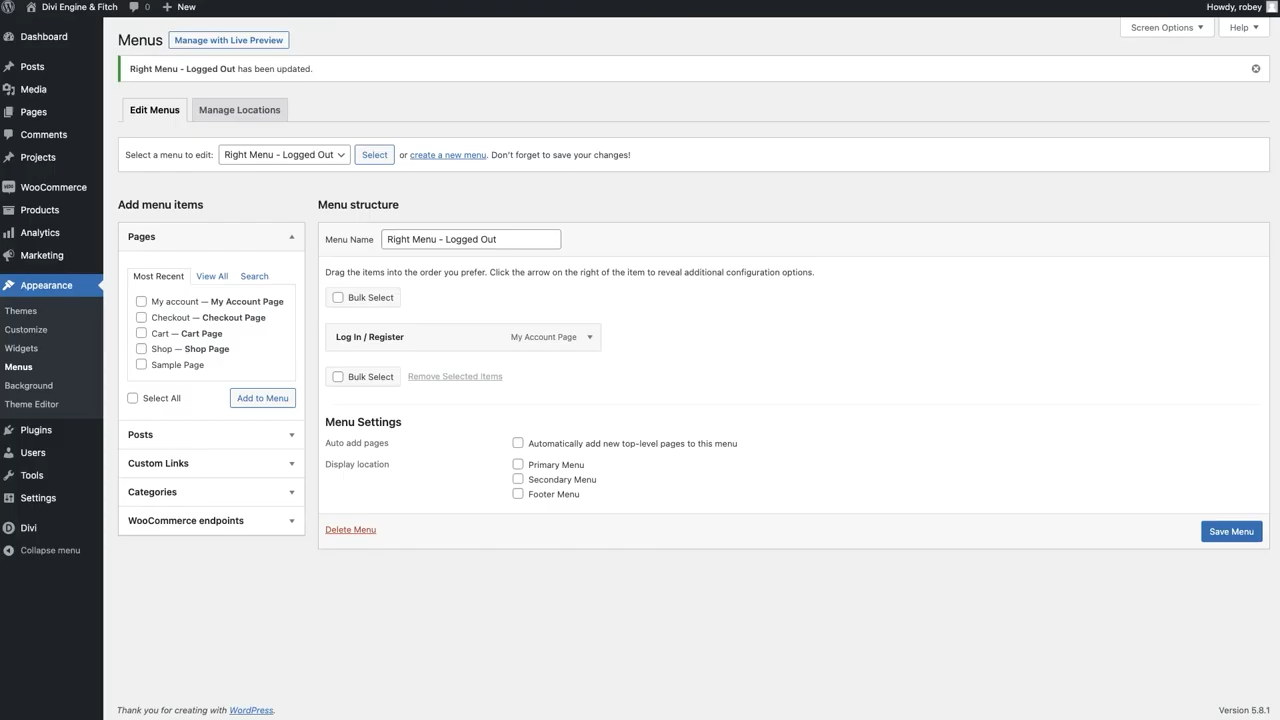 Divi Engine & Fitch 0 New Howdy, robey
Dashboard
Posts
Media
Pages
Comments
Projects
WooCommerce
Products
Analytics
Marketing
Appearance
Themes
Customize
Widgets
Menus
Background
Theme Editor
Plugins
Users
Tools
Settings
Divi
Collapse menu
Screen Options Help
Menus Manage with Live Preview
Right Menu - Logged Out has been updated.
Edit Menus Manage Locations
Select a menu to edit: Right Menu - Logged Out Select or create a new menu. Don't forget to save your changes!
Add menu items
Pages
Most Recent View All Search
My account — My Account Page
Checkout — Checkout Page
Cart — Cart Page
Shop — Shop Page
Sample Page
Select All Add to Menu
Posts
Custom Links
Categories
WooCommerce endpoints
Menu structure
Menu Name Right Menu - Logged Out
Drag the items into the order you prefer. Click the arrow on the right of the item to reveal additional configuration options.
Bulk Select
Log In / Register My Account Page
Bulk Select Remove Selected Items
Menu Settings
Auto add pages Automatically add new top-level pages to this menu
Display location Primary Menu
Secondary Menu
Footer Menu
Delete Menu Save Menu
Thank you for creating with WordPress. Version 5.8.1